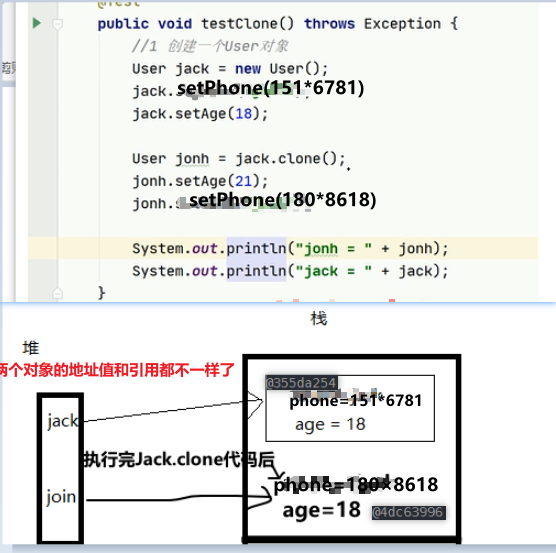 @Test
public void testClone() throws Exception {
//1 创建一个User对象
User jack = new User();
jack.setPhone(151*6781)
jack.setAge(18);
User jonh = jack.clone();
jonh.setAge(21);
jonh.setPhone(180*8618)
System.out.println("jonh = " + jonh);
System.out.println("jack = " + jack);
}
栈
堆
两个对象的地址值和引用都不一样了
@355da254
phone=151*6781
jack
age = 18
执行完Jack.clone代码后
phone=180×8618
join
age=18 @4dc63996